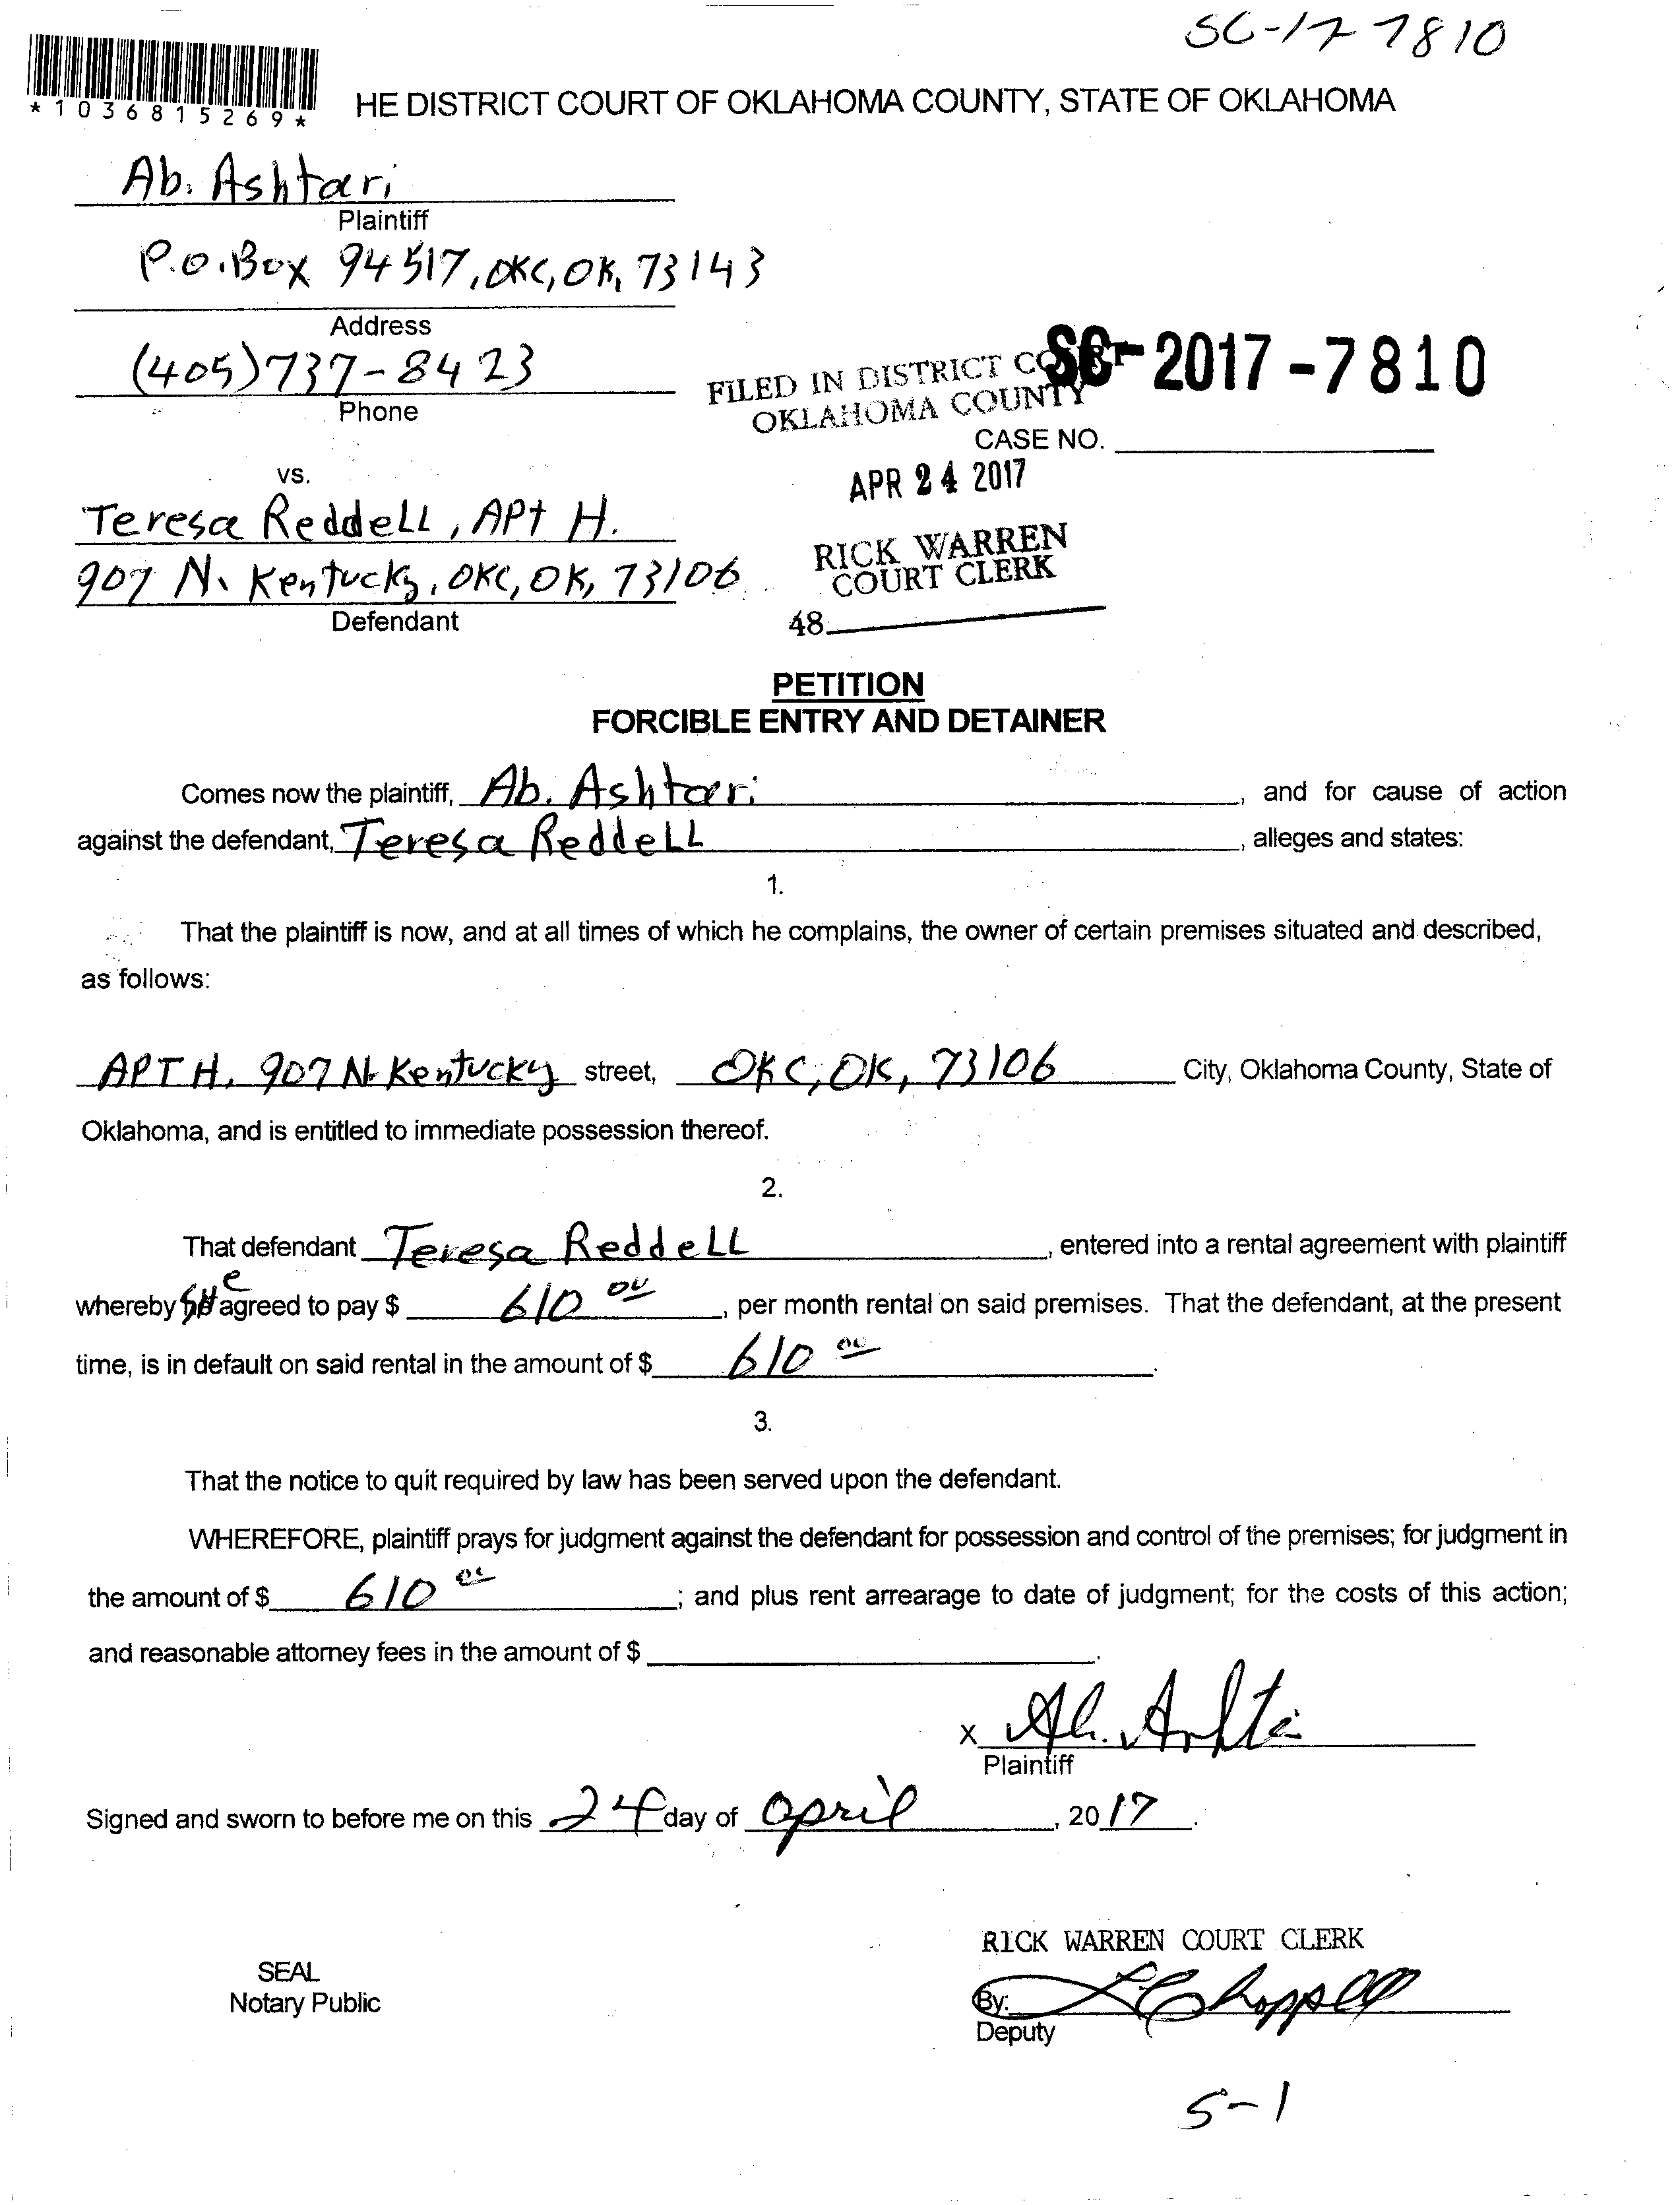 SC-17 7810
*1036815269*
HE DISTRICT COURT OF OKLAHOMA COUNTY, STATE OF OKLAHOMA
Ab. Ashtari
Plaintiff
P.O. Box 94517, OKC, OK, 73143
Address
(405) 737-8423
Phone
FILED IN DISTRICT COURT
OKLAHOMA COUNTY
SC-2017-7810
CASE NO.
APR 24 2017
vs.
Teresa Reddell, APt H.
907 N. Kentucky, OKC, OK, 73106
Defendant
RICK WARREN
COURT CLERK
48
PETITION
FORCIBLE ENTRY AND DETAINER
Comes now the plaintiff, Ab. Ashtari, and for cause of action
against the defendant, Teresa Reddell, alleges and states:
1.
That the plaintiff is now, and at all times of which he complains, the owner of certain premises situated and described,
as follows:
APT H, 907 N. Kentucky street, OKC, OK, 73106 City, Oklahoma County, State of
Oklahoma, and is entitled to immediate possession thereof.
2.
That defendant Teresa Reddell, entered into a rental agreement with plaintiff
whereby SHe agreed to pay $ 610 00, per month rental on said premises. That the defendant, at the present
time, is in default on said rental in the amount of $ 610 00.
3.
That the notice to quit required by law has been served upon the defendant.
WHEREFORE, plaintiff prays for judgment against the defendant for possession and control of the premises; for judgment in
the amount of $ 610 00; and plus rent arrearage to date of judgment; for the costs of this action;
and reasonable attorney fees in the amount of $ .
x Ab. Ashta
Plaintiff
Signed and sworn to before me on this 24 day of April, 2017.
RICK WARREN COURT CLERK
SEAL
Notary Public
By: Chappell
Deputy
5-1